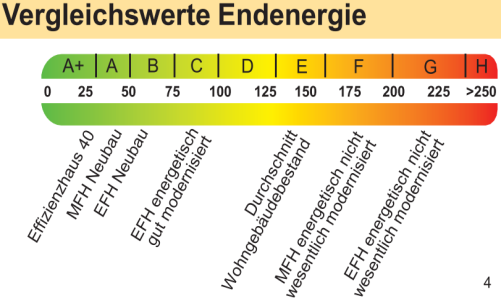 Vergleichswerte Endenergie
A+ A B C D E F G H
0 25 50 75 100 125 150 175 200 225 >250
Effizienzhaus 40
MFH Neubau
EFH Neubau
EFH energetisch
gut modernisiert
Durchschnitt
Wohngebäudebestand
MFH energetisch nicht
wesentlich modernisiert
EFH energetisch nicht
wesentlich modernisiert
4